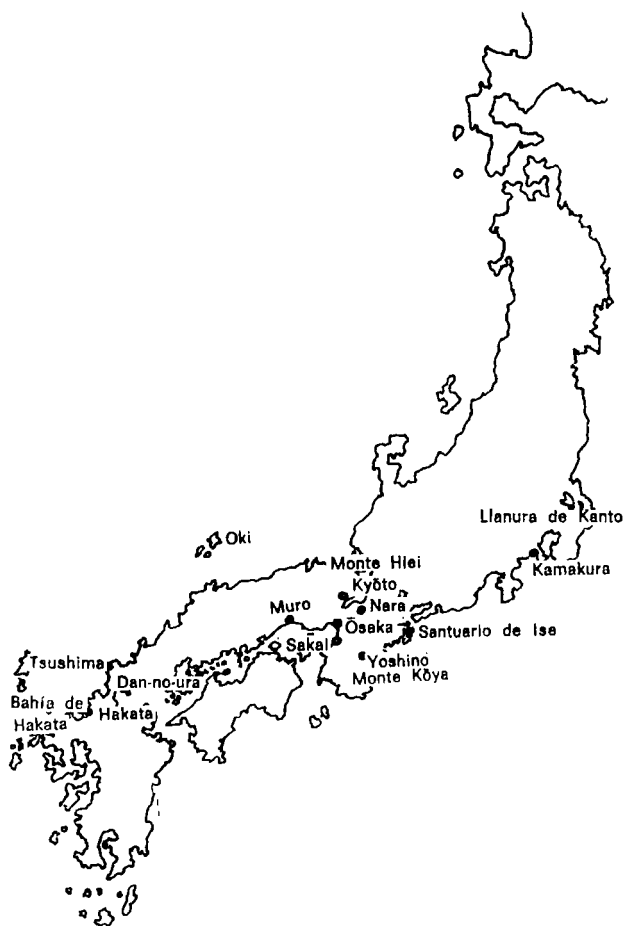 Llanura de Kanto
Oki
Monte Hiei
Kamakura
Kyōto
Nara
Muro
Ōsaka
Santuario de Ise
Sakai
Tsushima
Yoshino
Dan-no-ura
Monte Kōya
Bahía de
Hakata
Hakata